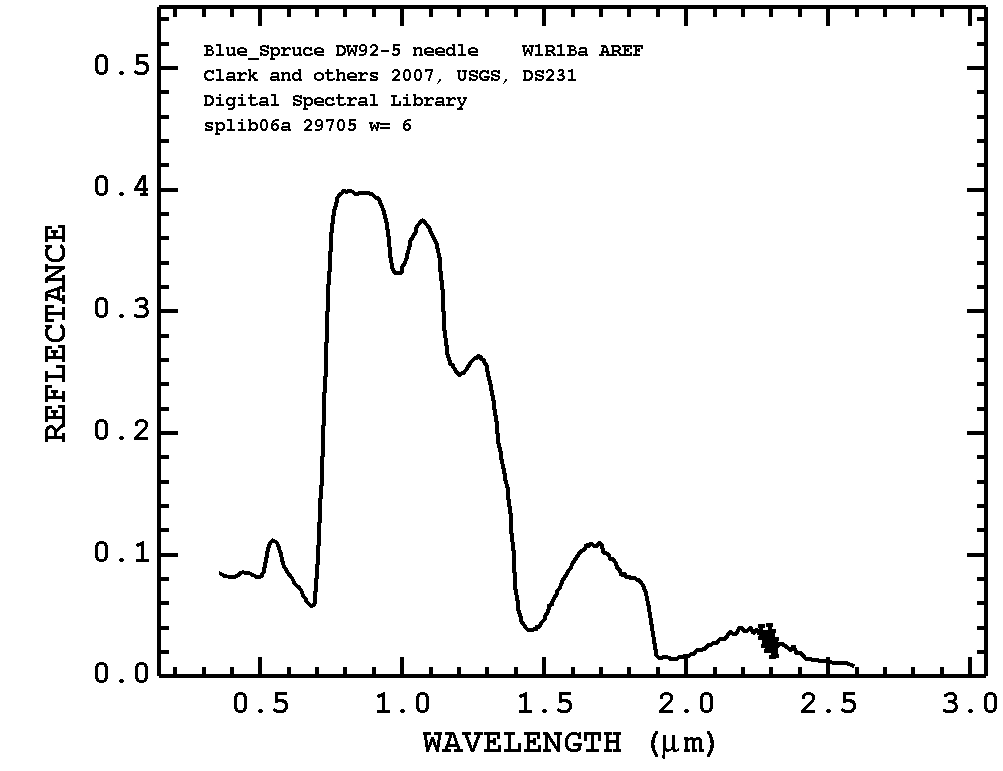 Blue_Spruce DW92-5 needle    W1R1Ba AREF
Clark and others 2007, USGS, DS231
Digital Spectral Library
splib06a 29705 w= 6
0.5
0.4
0.3
0.2
0.1
0.0
REFLECTANCE
0.5 1.0 1.5 2.0 2.5 3.0
WAVELENGTH (μm)